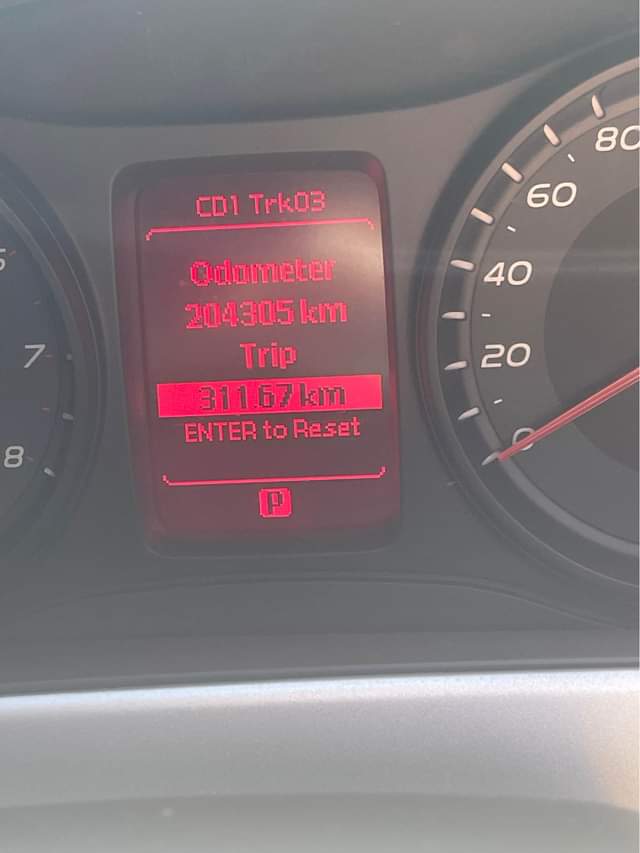 CD1 Trk03
Odometer
204305 km
Trip
311.67 km
ENTER to Reset
P
7
8
80
60
40
20
0